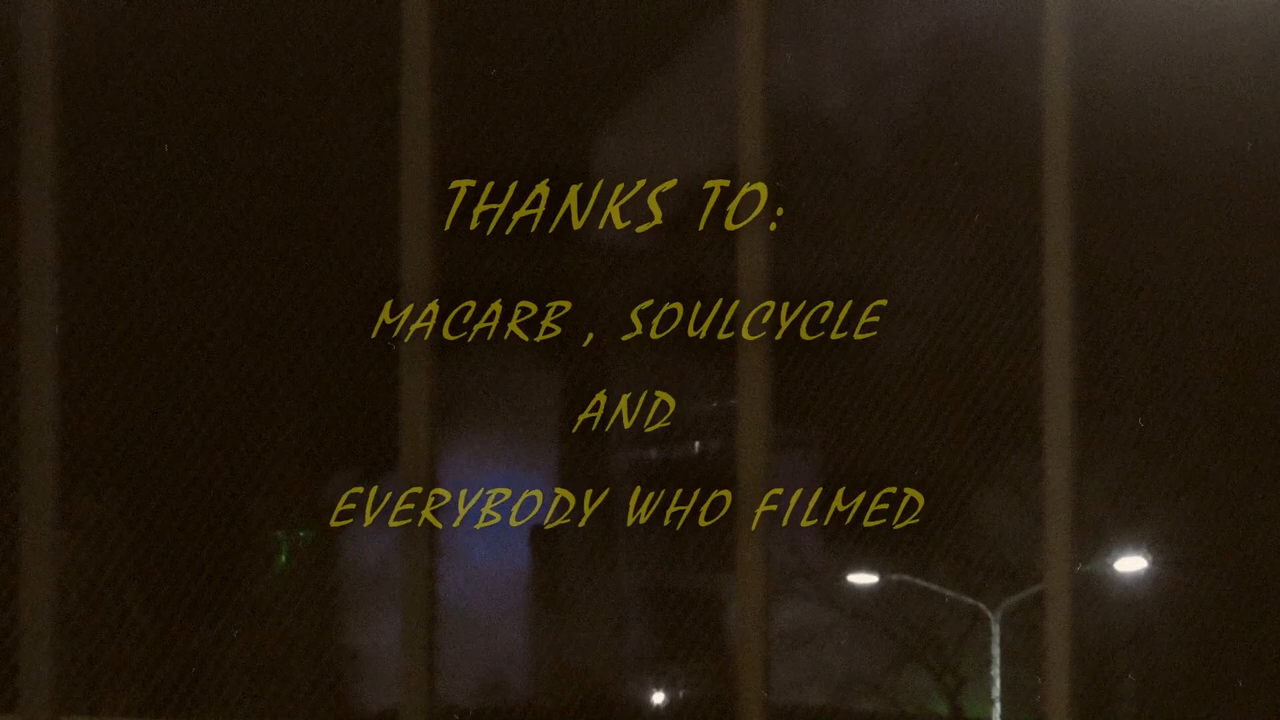 THANKS TO:
MACARB , SOULCYCLE
AND
EVERYBODY WHO FILMED